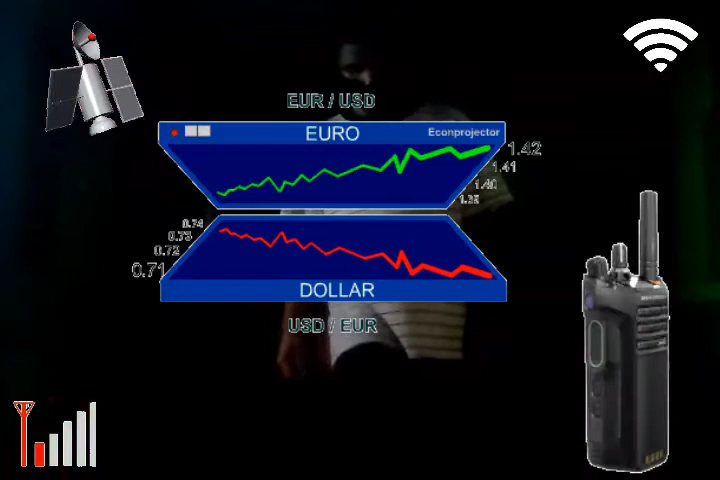 EUR / USD
EURO
Econprojector
1.42
1.41
1.40
1.39
0.74
0.73
0.72
0.71
DOLLAR
USD / EUR